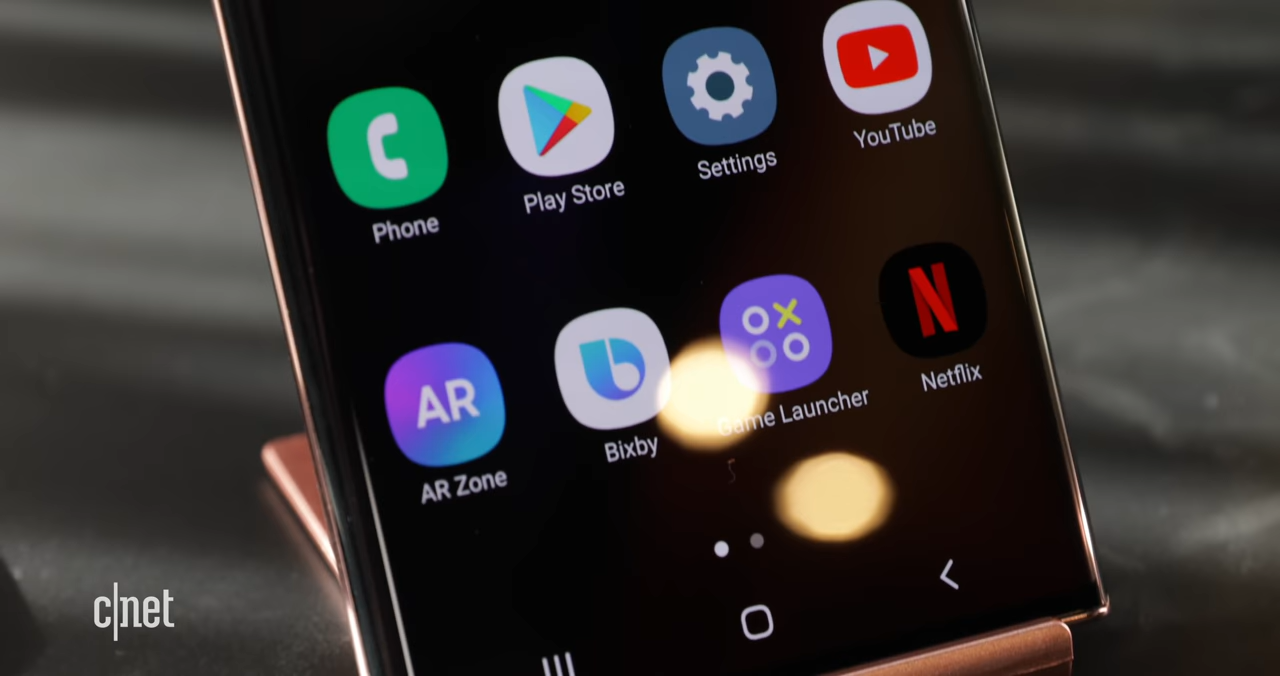 Phone
Play Store
Settings
YouTube
AR
AR Zone
Bixby
Game Launcher
N
Netflix
c|net